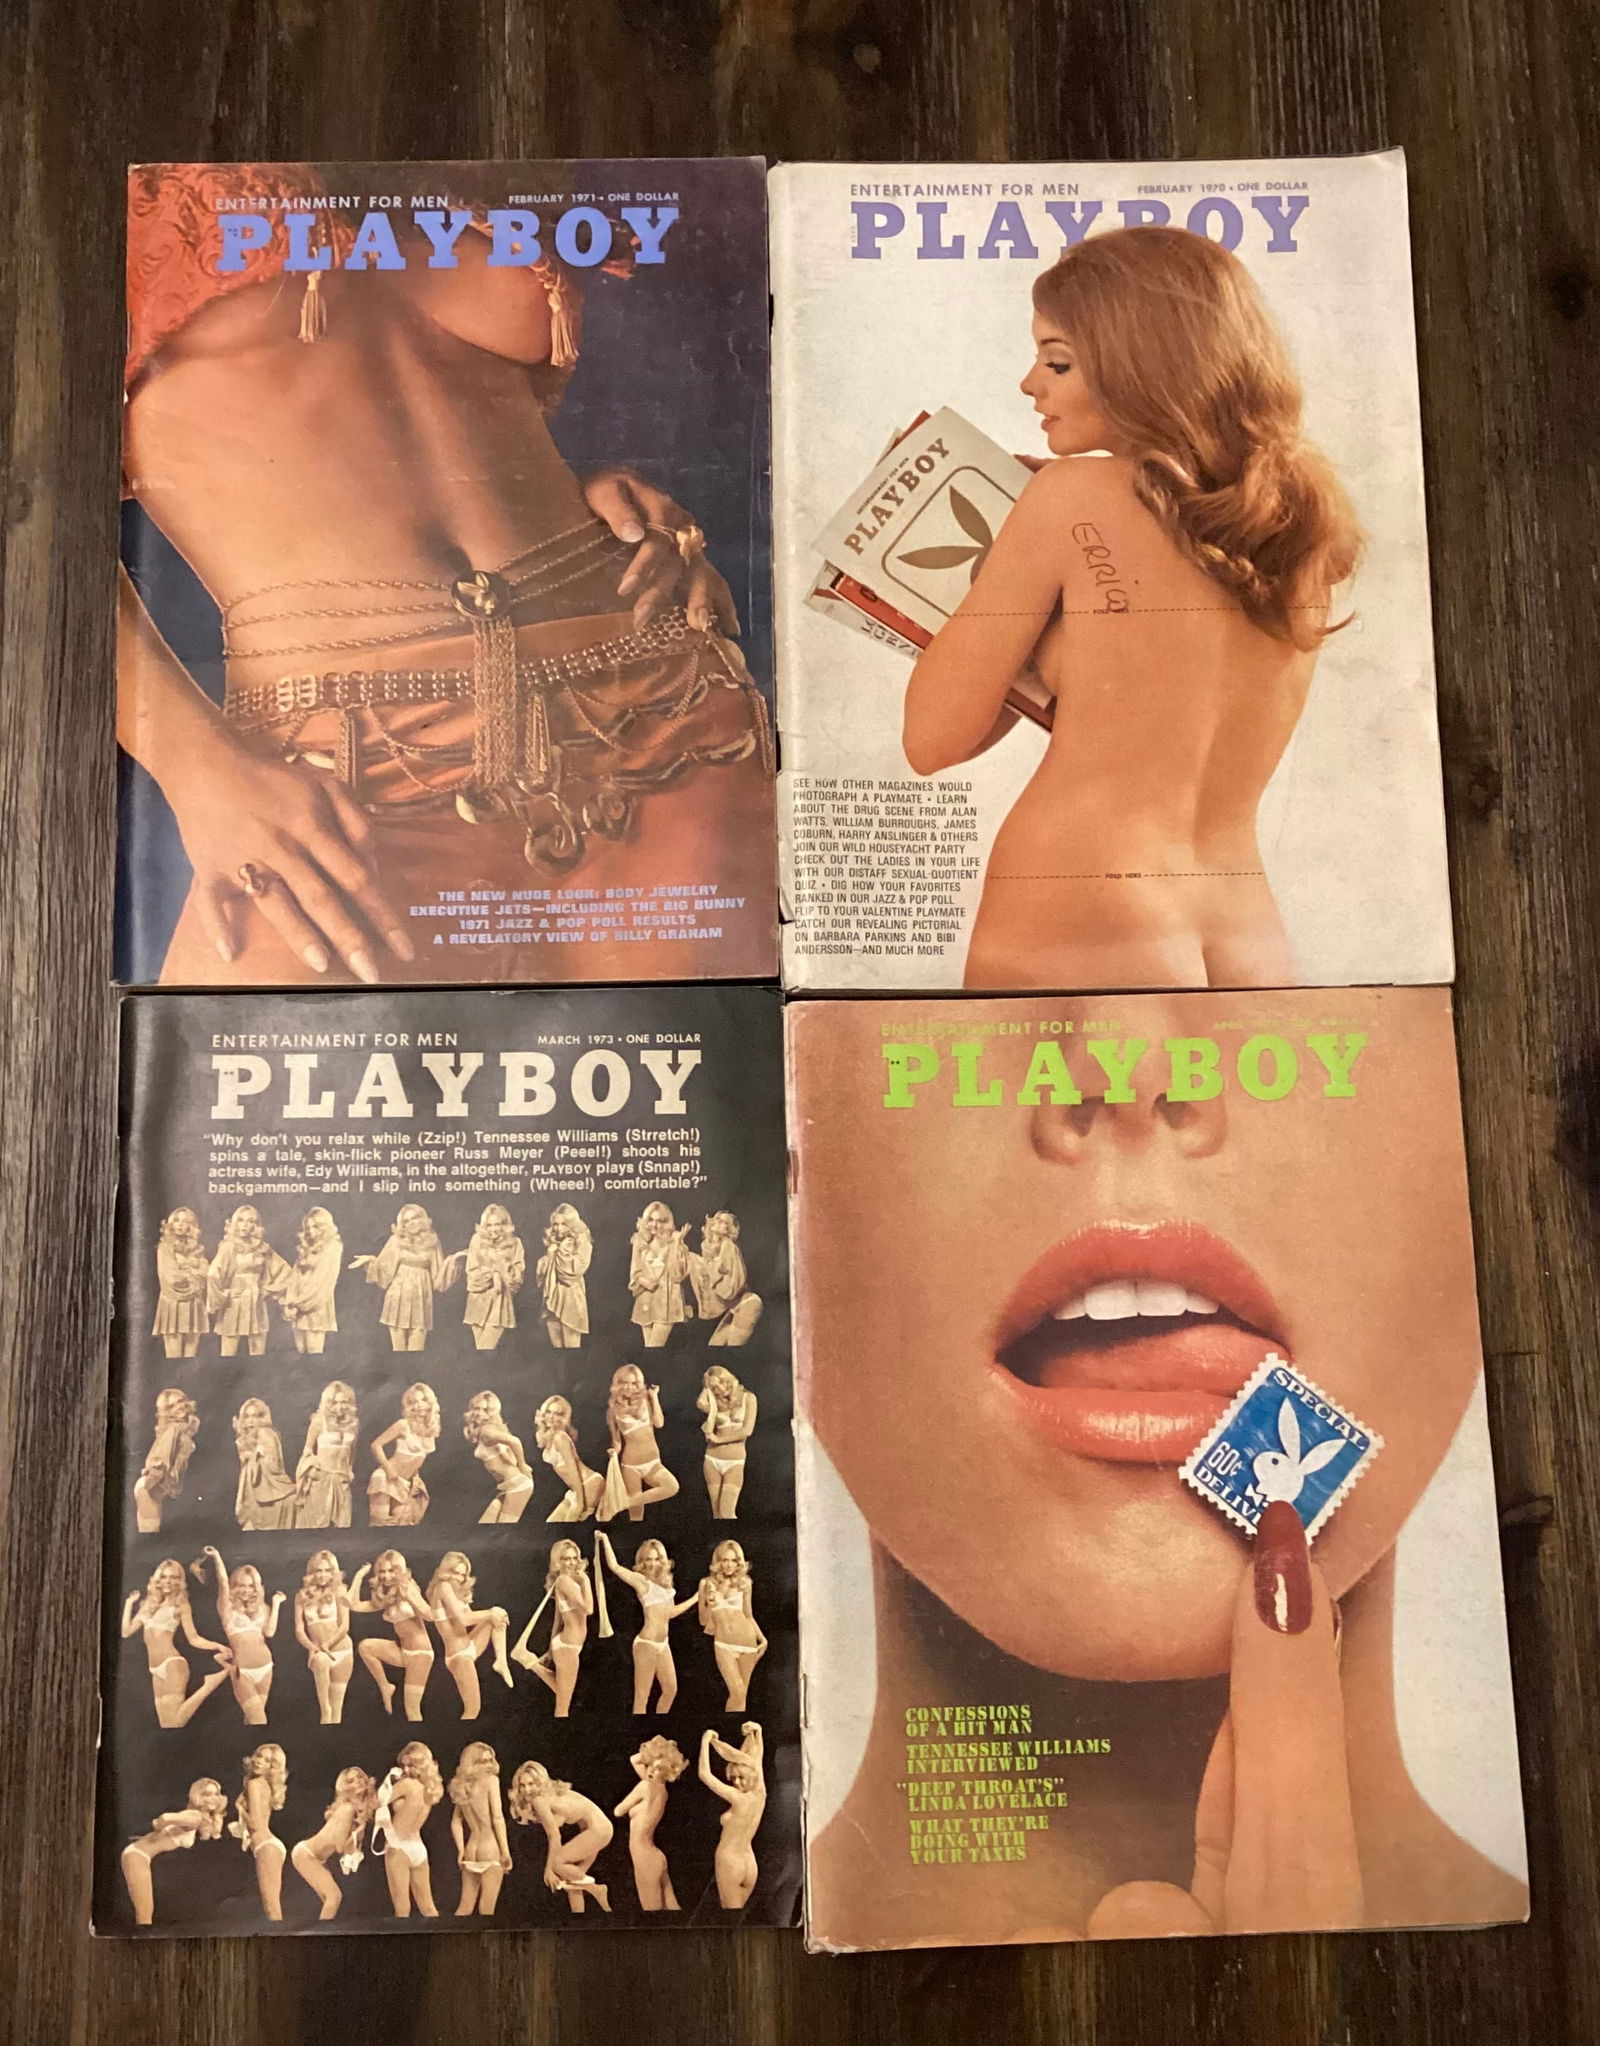 ENTERTAINMENT FOR MEN
FEBRUARY 1971 • ONE DOLLAR
PLAYBOY
THE NEW NUDE LOOK: BODY JEWELRY
EXECUTIVE JETS—INCLUDING THE BIG BUNNY
1971 JAZZ & POP POLL RESULTS
A REVELATORY VIEW OF BILLY GRAHAM
ENTERTAINMENT FOR MEN
FEBRUARY 1970 • ONE DOLLAR
PLAYBOY
ENTERTAINMENT FOR MEN
PLAYBOY
FOLD HERE
SEE HOW OTHER MAGAZINES WOULD
PHOTOGRAPH A PLAYMATE • LEARN
ABOUT THE DRUG SCENE FROM ALAN
WATTS, WILLIAM BURROUGHS, JAMES
COBURN, HARRY ANSLINGER & OTHERS
JOIN OUR WILD HOUSEYACHT PARTY
CHECK OUT THE LADIES IN YOUR LIFE
WITH OUR DISTAFF SEXUAL-QUOTIENT
QUIZ • DIG HOW YOUR FAVORITES
RANKED IN OUR JAZZ & POP POLL
FLIP TO YOUR VALENTINE PLAYMATE
CATCH OUR REVEALING PICTORIAL
ON BARBARA PARKINS AND BIBI
ANDERSSON—AND MUCH MORE
FOLD HERE
ENTERTAINMENT FOR MEN
MARCH 1973 • ONE DOLLAR
PLAYBOY
"Why don't you relax while (Zzip!) Tennessee Williams (Strretch!)
spins a tale, skin-flick pioneer Russ Meyer (Peeel!) shoots his
actress wife, Edy Williams, in the altogether, PLAYBOY plays (Snnap!)
backgammon—and I slip into something (Wheee!) comfortable?"
ENTERTAINMENT FOR MEN
PLAYBOY
SPECIAL
60¢
DELIV
CONFESSIONS
OF A HIT MAN
TENNESSEE WILLIAMS
INTERVIEWED
"DEEP THROAT'S"
LINDA LOVELACE
WHAT THEY'RE
DOING WITH
YOUR TAXES